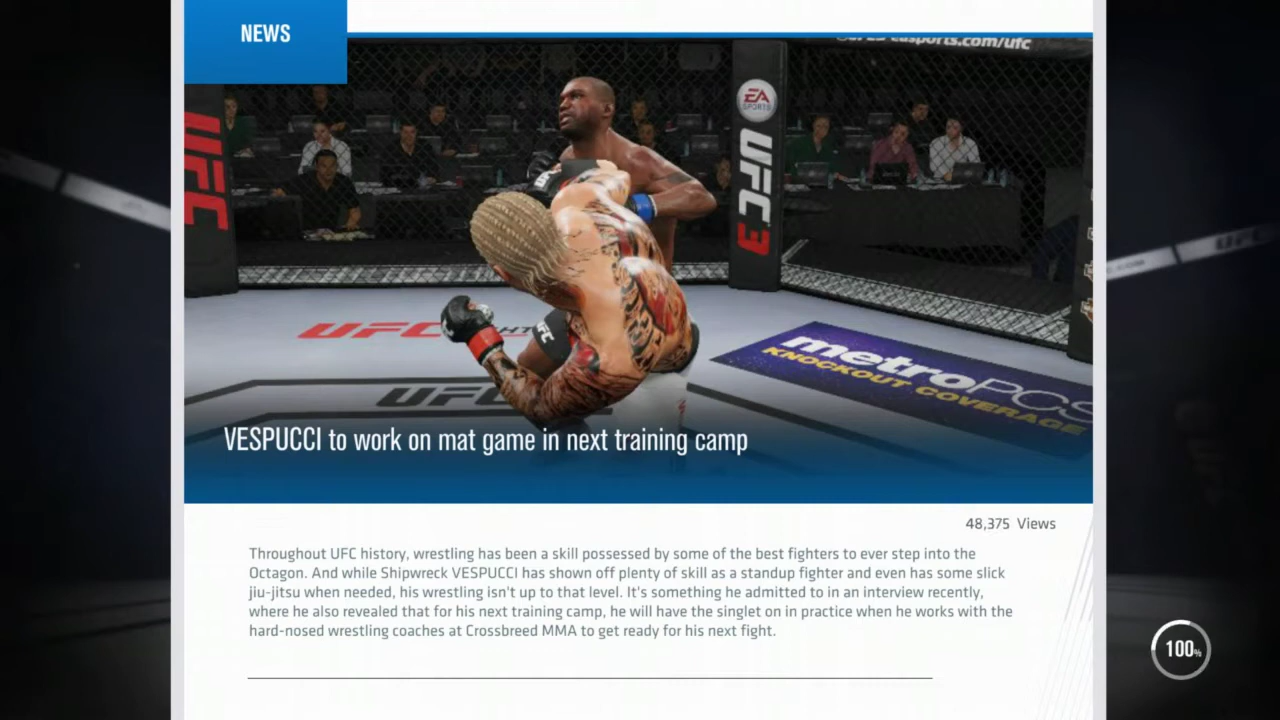 NEWS
easports.com/ufc
EA
SPORTS
UFC
UFC 3
UFC
UFC
UFC
UFC
metroPCS
KNOCKOUT COVERAGE
UFC
VESPUCCI to work on mat game in next training camp
48,375 Views
Throughout UFC history, wrestling has been a skill possessed by some of the best fighters to ever step into the
Octagon. And while Shipwreck VESPUCCI has shown off plenty of skill as a standup fighter and even has some slick
jiu-jitsu when needed, his wrestling isn't up to that level. It's something he admitted to in an interview recently,
where he also revealed that for his next training camp, he will have the singlet on in practice when he works with the
hard-nosed wrestling coaches at Crossbreed MMA to get ready for his next fight.
100%